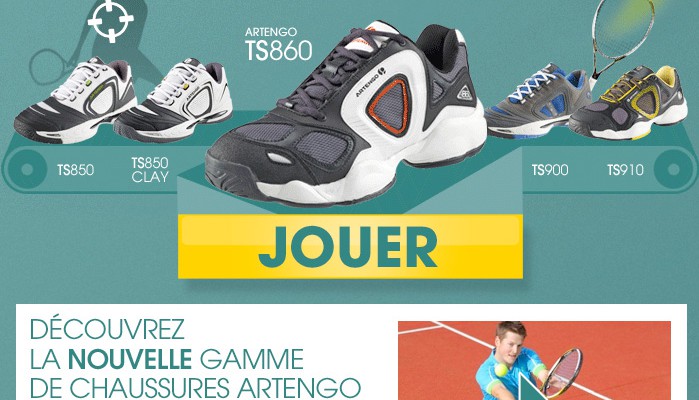 ARTENGO
TS860
ARTENGO
TS850
TS850
CLAY
TS900
TS910
JOUER
DÉCOUVREZ
LA NOUVELLE GAMME
DE CHAUSSURES ARTENGO